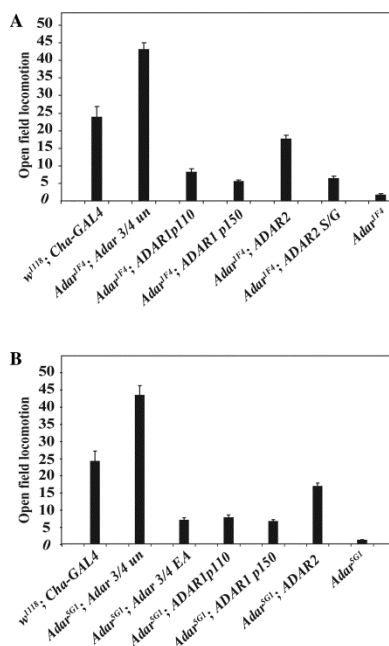 A
Open field locomotion
50
45
40
35
30
25
20
15
10
5
0
w1118; Cha-GAL4
Adar1F4; Adar 3/4 un
Adar1F4; ADAR1p110
Adar1F4; ADAR1 p150
Adar1F4; ADAR2
Adar1F4; ADAR2 S/G
Adar1F4
B
Open field locomotion
50
45
40
35
30
25
20
15
10
5
0
w1118; Cha-GAL4
Adar5G1; Adar 3/4 un
Adar5G1; Adar 3/4 EA
Adar5G1; ADAR1p110
Adar5G1; ADAR1 p150
Adar5G1; ADAR2
Adar5G1